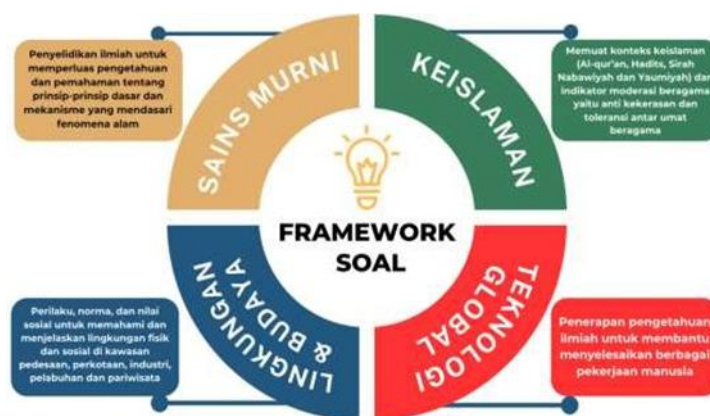 Penyelidikan ilmiah untuk
memperluas pengetahuan
dan pemahaman tentang
prinsip-prinsip dasar dan
mekanisme yang mendasari
fenomena alam
SAINS MURNI
KEISLAMAN
Memuat konteks keislaman
(Al-qur'an, Hadits, Sirah
Nabawiyah dan Yaumiyah) dan
indikator moderasi beragama
yaitu anti kekerasan dan
toleransi antar umat
beragama
FRAMEWORK
SOAL
Perilaku, norma, dan nilai
sosial untuk memahami dan
menjelaskan lingkungan fisik
dan sosial di kawasan
pedesaan, perkotaan, industri,
pelabuhan dan pariwisata
LINGKUNGAN
& BUDAYA
TEKNOLOGI
GLOBAL
Penerapan pengetahuan
ilmiah untuk membantu
menyelesaikan berbagai
pekerjaan manusia